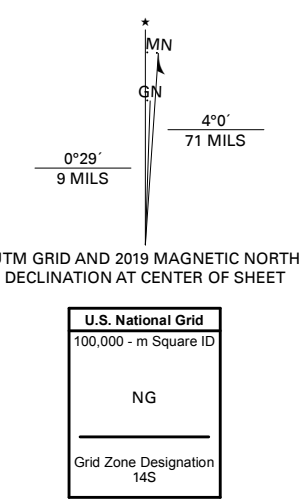 ★
MN
GN
4°0´
71 MILS
0°29´
9 MILS
UTM GRID AND 2019 MAGNETIC NORTH
DECLINATION AT CENTER OF SHEET
U.S. National Grid
100,000 - m Square ID
NG
Grid Zone Designation
14S